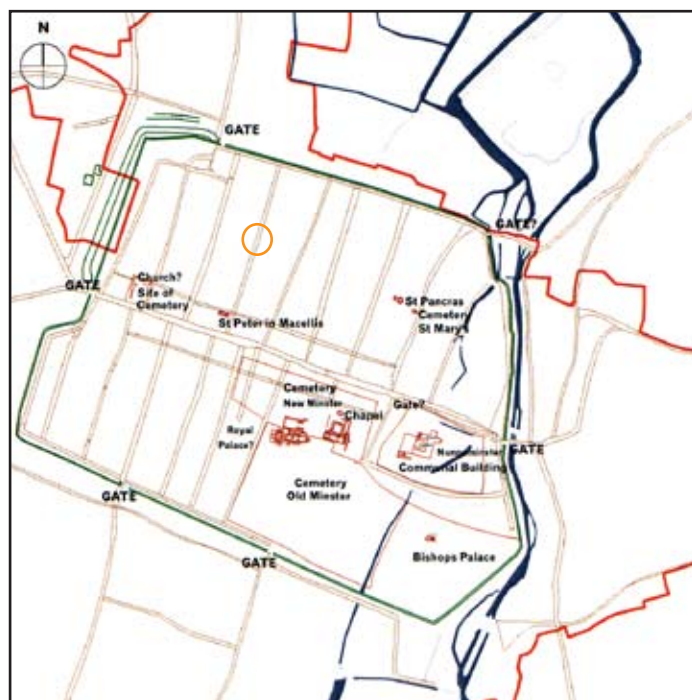 N
GATE
GATE?
Church?
Site of
Cemetery
GATE
St Peter in Macellis
St Pancras
Cemetery
St Mary's
Cemetery
New Minster
Chapel
Gate?
Royal
Palace?
Nunnaminster
Communal Building
GATE
Cemetery
Old Minster
GATE
Bishops Palace
GATE